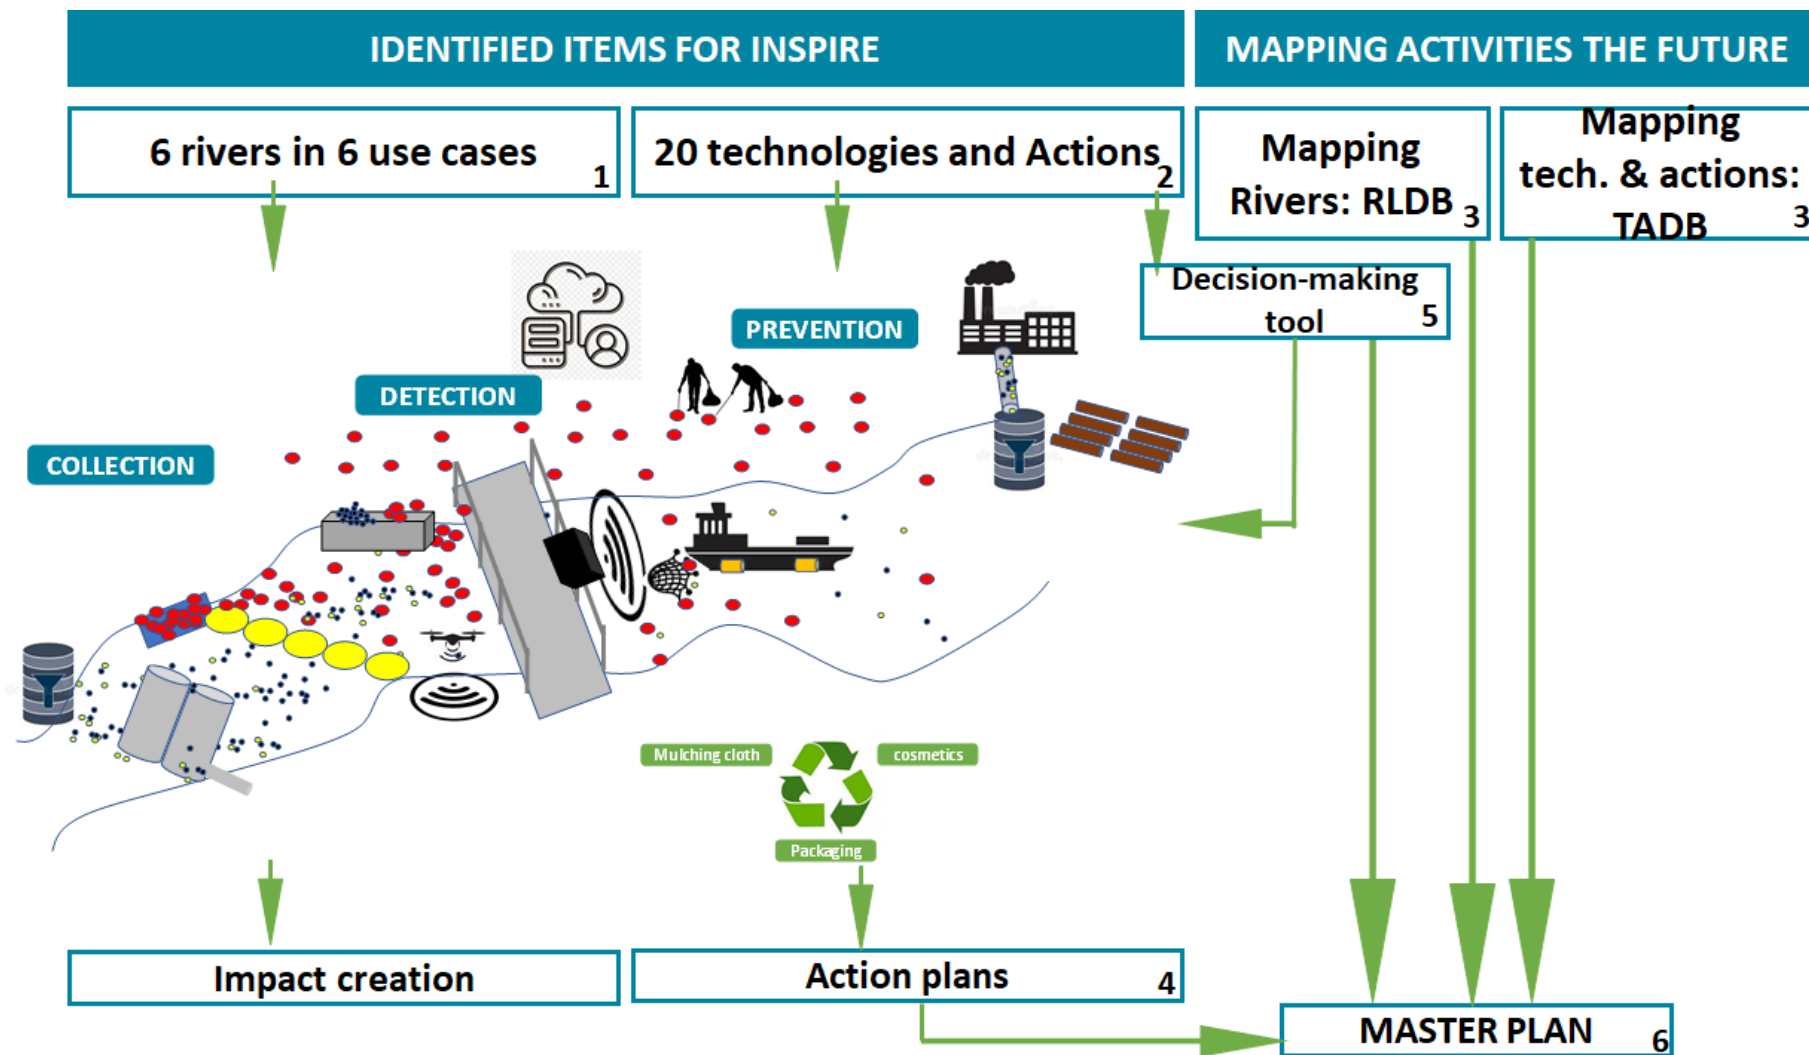 IDENTIFIED ITEMS FOR INSPIRE
MAPPING ACTIVITIES THE FUTURE
6 rivers in 6 use cases
1
20 technologies and Actions
2
Mapping
Rivers: RLDB
3
Mapping
tech. & actions:
TADB
3
Decision-making
tool
5
PREVENTION
DETECTION
COLLECTION
Mulching cloth
cosmetics
Packaging
Impact creation
Action plans
4
MASTER PLAN
6